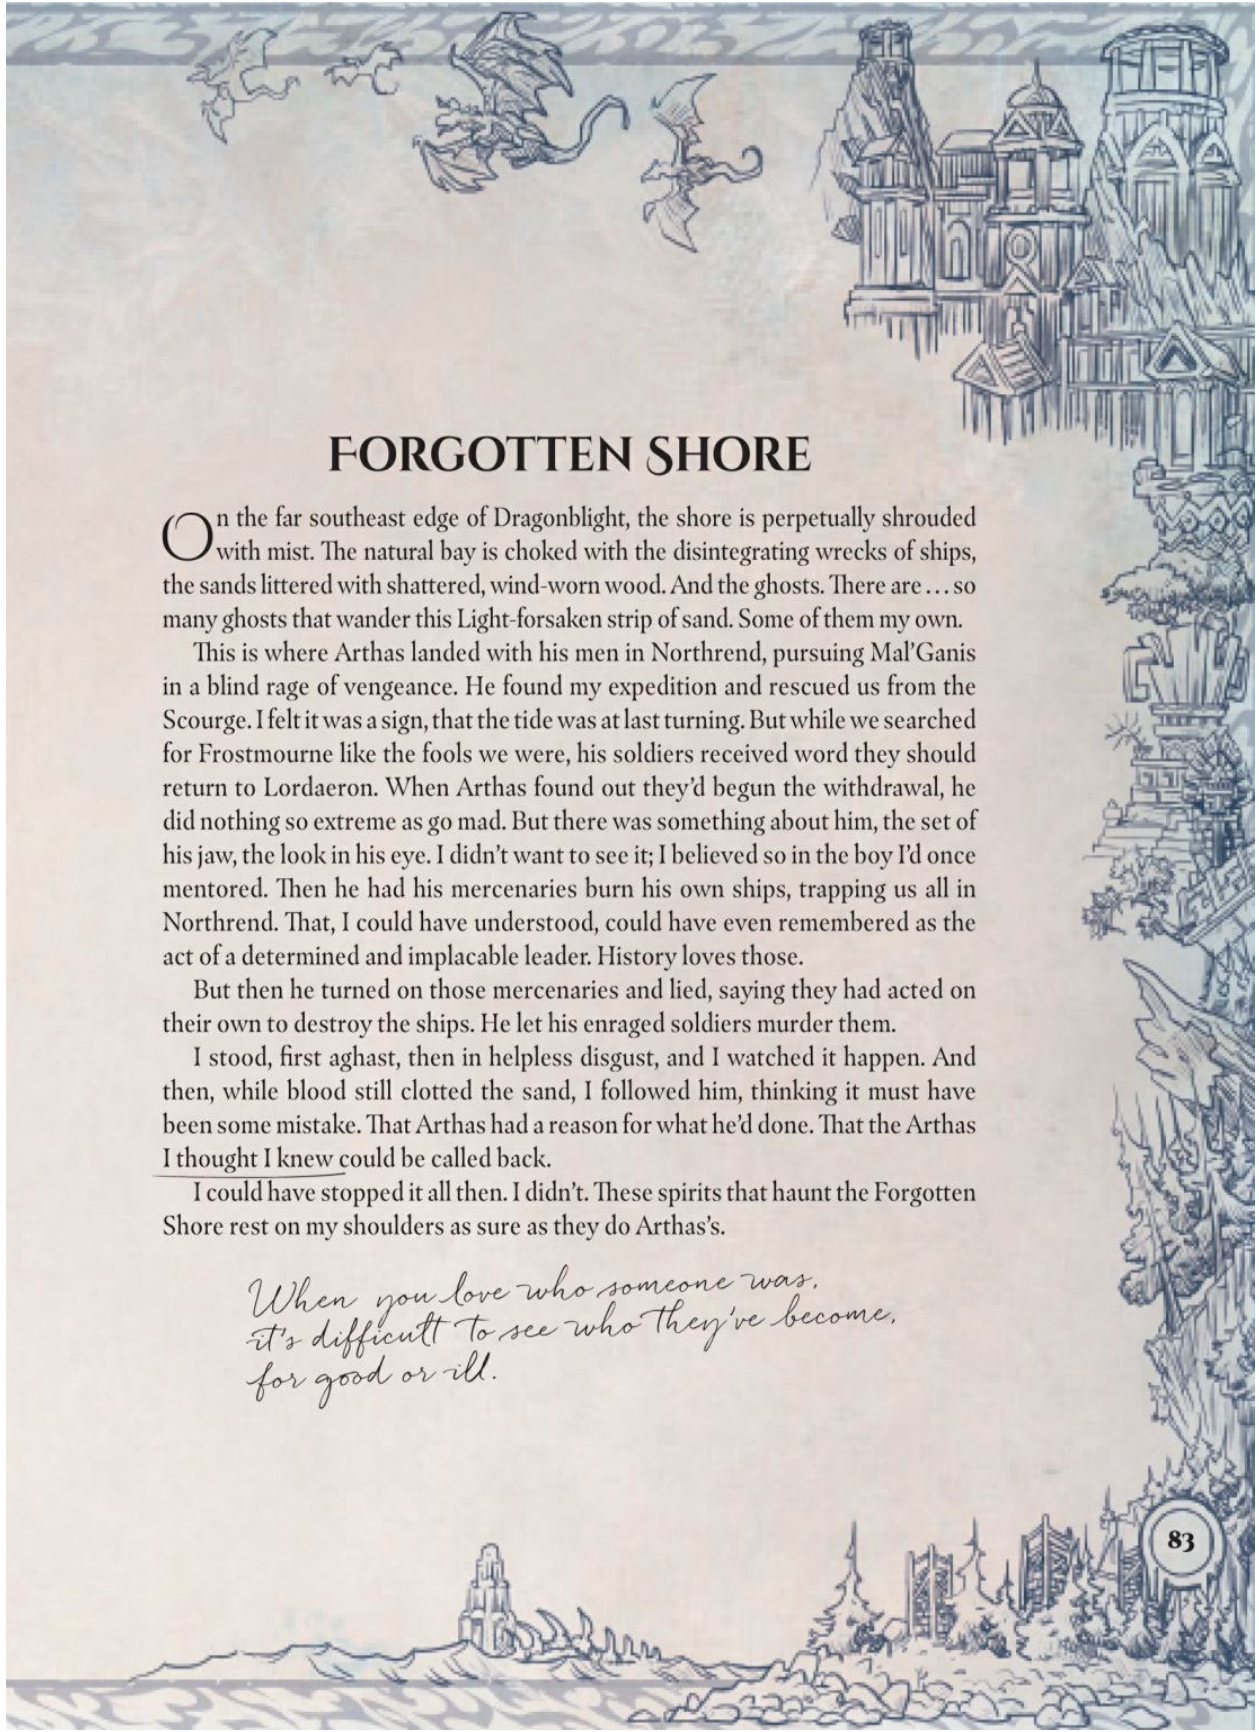 FORGOTTEN SHORE
On the far southeast edge of Dragonblight, the shore is perpetually shrouded
with mist. The natural bay is choked with the disintegrating wrecks of ships,
the sands littered with shattered, wind-worn wood. And the ghosts. There are . . . so
many ghosts that wander this Light-forsaken strip of sand. Some of them my own.
This is where Arthas landed with his men in Northrend, pursuing Mal’Ganis
in a blind rage of vengeance. He found my expedition and rescued us from the
Scourge. I felt it was a sign, that the tide was at last turning. But while we searched
for Frostmourne like the fools we were, his soldiers received word they should
return to Lordaeron. When Arthas found out they’d begun the withdrawal, he
did nothing so extreme as go mad. But there was something about him, the set of
his jaw, the look in his eye. I didn’t want to see it; I believed so in the boy I’d once
mentored. Then he had his mercenaries burn his own ships, trapping us all in
Northrend. That, I could have understood, could have even remembered as the
act of a determined and implacable leader. History loves those.
But then he turned on those mercenaries and lied, saying they had acted on
their own to destroy the ships. He let his enraged soldiers murder them.
I stood, first aghast, then in helpless disgust, and I watched it happen. And
then, while blood still clotted the sand, I followed him, thinking it must have
been some mistake. That Arthas had a reason for what he’d done. That the Arthas
I thought I knew could be called back.
I could have stopped it all then. I didn’t. These spirits that haunt the Forgotten
Shore rest on my shoulders as sure as they do Arthas’s.
When you love who someone was,
it’s difficult to see who they’ve become,
for good or ill.
83